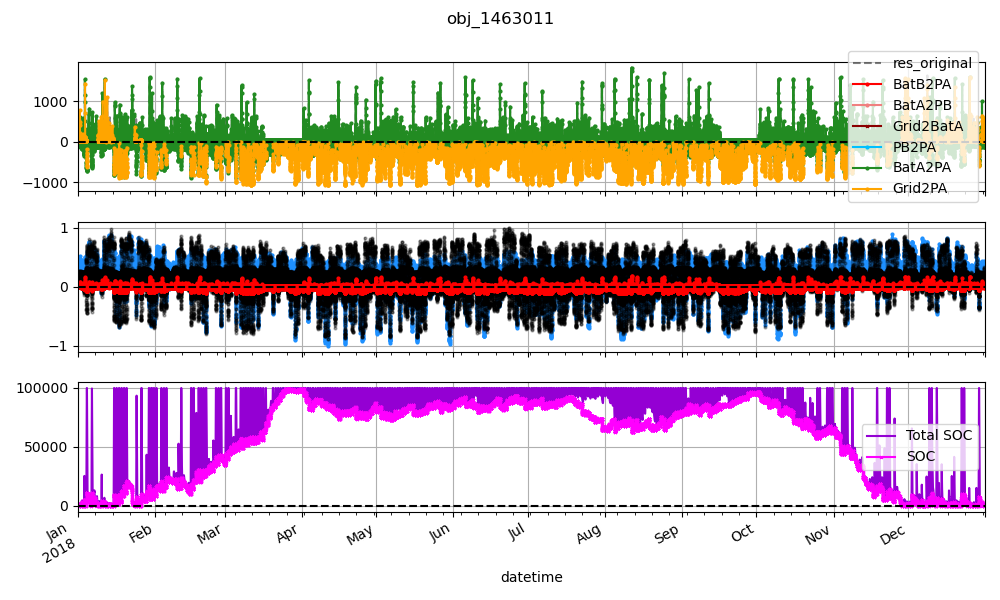 obj_1463011
1000
0
−1000
res_original
BatB2PA
BatA2PB
Grid2BatA
PB2PA
BatA2PA
Grid2PA
1
0
−1
100000
50000
0
Total SOC
SOC
Jan
2018
Feb
Mar
Apr
May
Jun
Jul
Aug
Sep
Oct
Nov
Dec
datetime